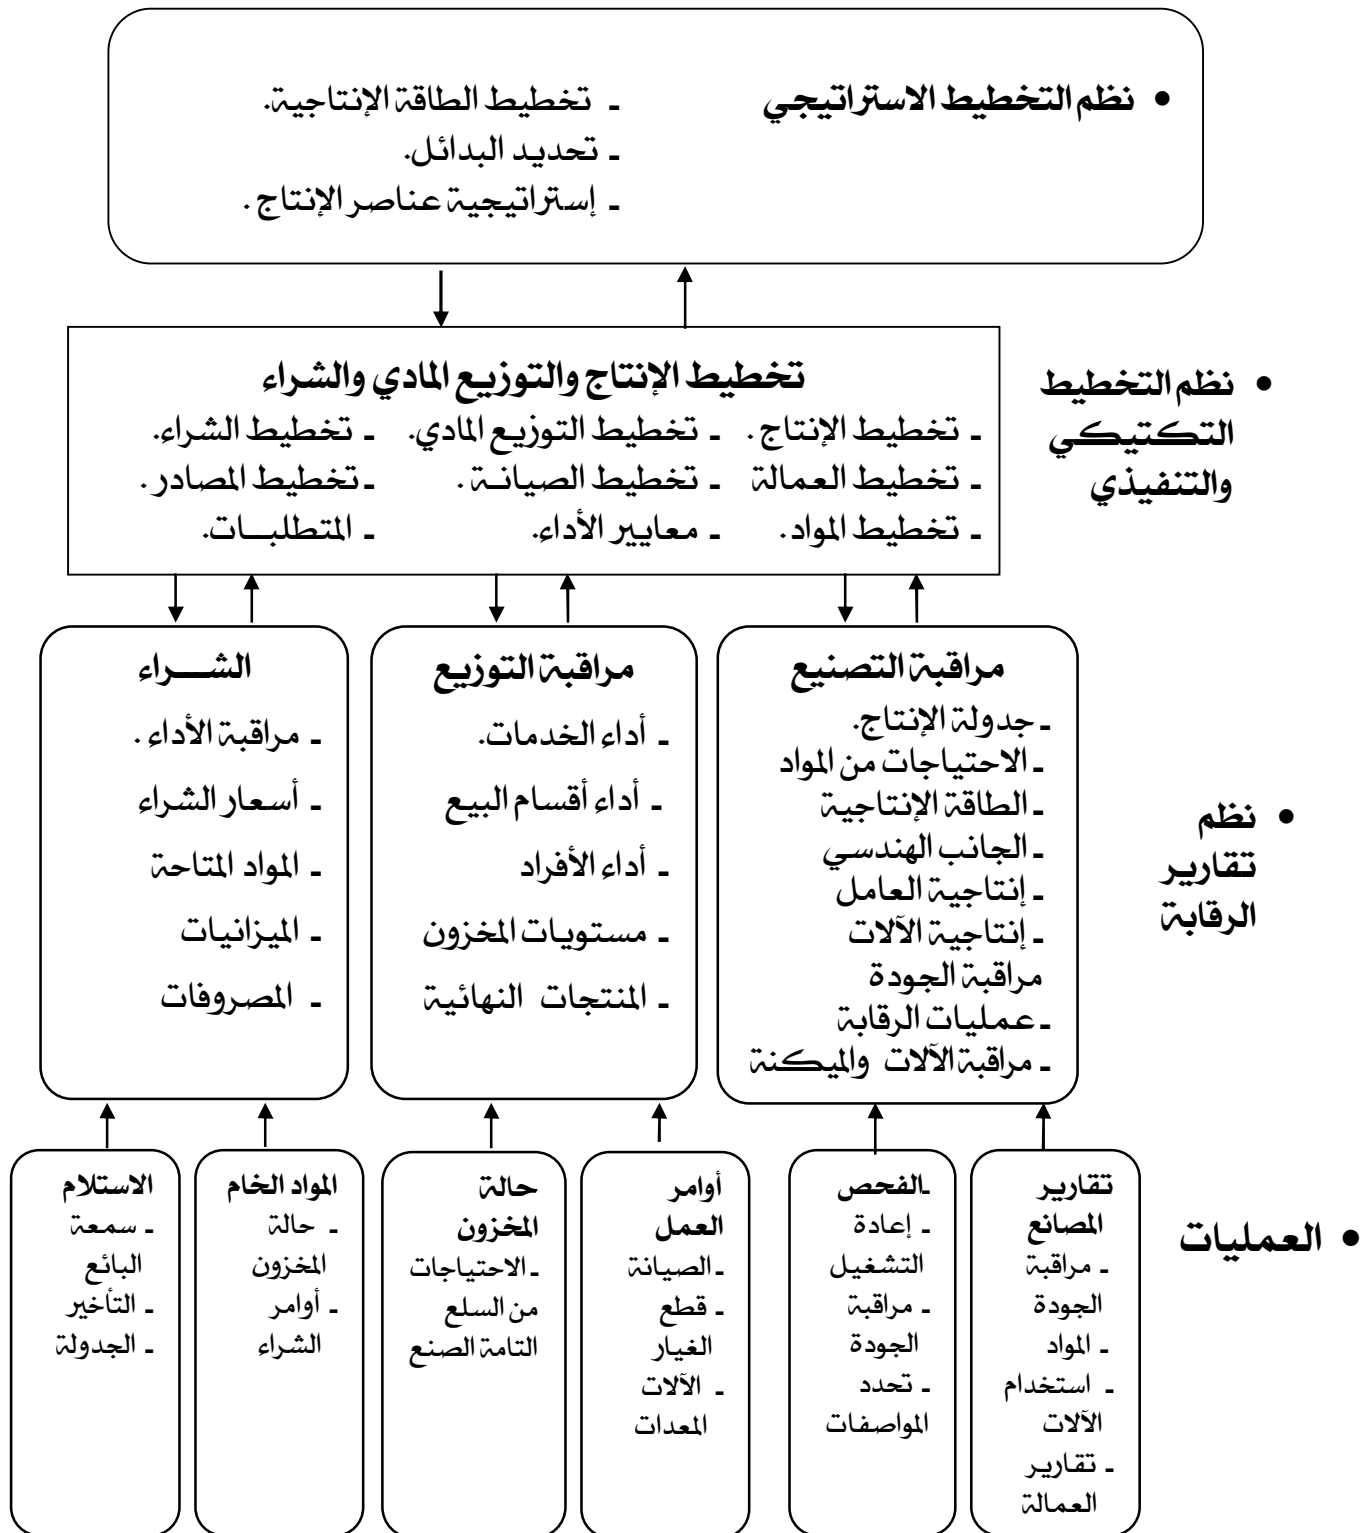 • نظم التخطيط الاستراتيجي
ـ تخطيط الطاقة الإنتاجية.
ـ تحديد البدائل.
ـ إستراتيجية عناصر الإنتاج .
• نظم التخطيط
التكتيكي
والتنفيذي
تخطيط الإنتاج والتوزيع المادي والشراء
ـ تخطيط الإنتاج . ـ تخطيط التوزيع المادي. ـ تخطيط الشراء.
ـ تخطيط العمالة ـ تخطيط الصيانـة . ـ تخطيط المصادر .
ـ تخطيط المواد . ـ معايير الأداء. ـ المتطلبـــات.
• نظم
تقارير
الرقابة
مراقبة التصنيع
ـ جدولة الإنتاج.
ـ الاحتياجات من المواد
ـ الطاقة الإنتاجية
ـ الجانب الهندسي
ـ إنتاجية العامل
ـ إنتاجية الآلات
مراقبة الجودة
ـ عمليات الرقابة
ـ مراقبة الآلات والميكنة
مراقبة التوزيع
ـ أداء الخدمات.
ـ أداء أقسام البيع
ـ أداء الأفراد
ـ مستويات المخزون
ـ المنتجات النهائية
الشــــراء
ـ مراقبة الأداء .
ـ أسعار الشراء
ـ المواد المتاحة
ـ الميزانيات
ـ المصروفات
• العمليات
تقارير
المصانع
ـ مراقبة
الجودة
ـ المواد
ـ استخدام
الآلات
ـ تقارير
العمالة
ـالفحص
ـ إعادة
التشغيل
ـ مراقبة
الجودة
ـ تحدد
المواصفات
أوامر
العمل
ـ الصيانة
ـ قطع
الغيار
ـ الآلات
المعدات
حالة
المخزون
ـ الاحتياجات
من السلع
التامة الصنع
المواد الخام
ـ حالة
المخزون
ـ أوامر
الشراء
الاستلام
ـ سمعة
البائع
ـ التأخير
ـ الجدولة